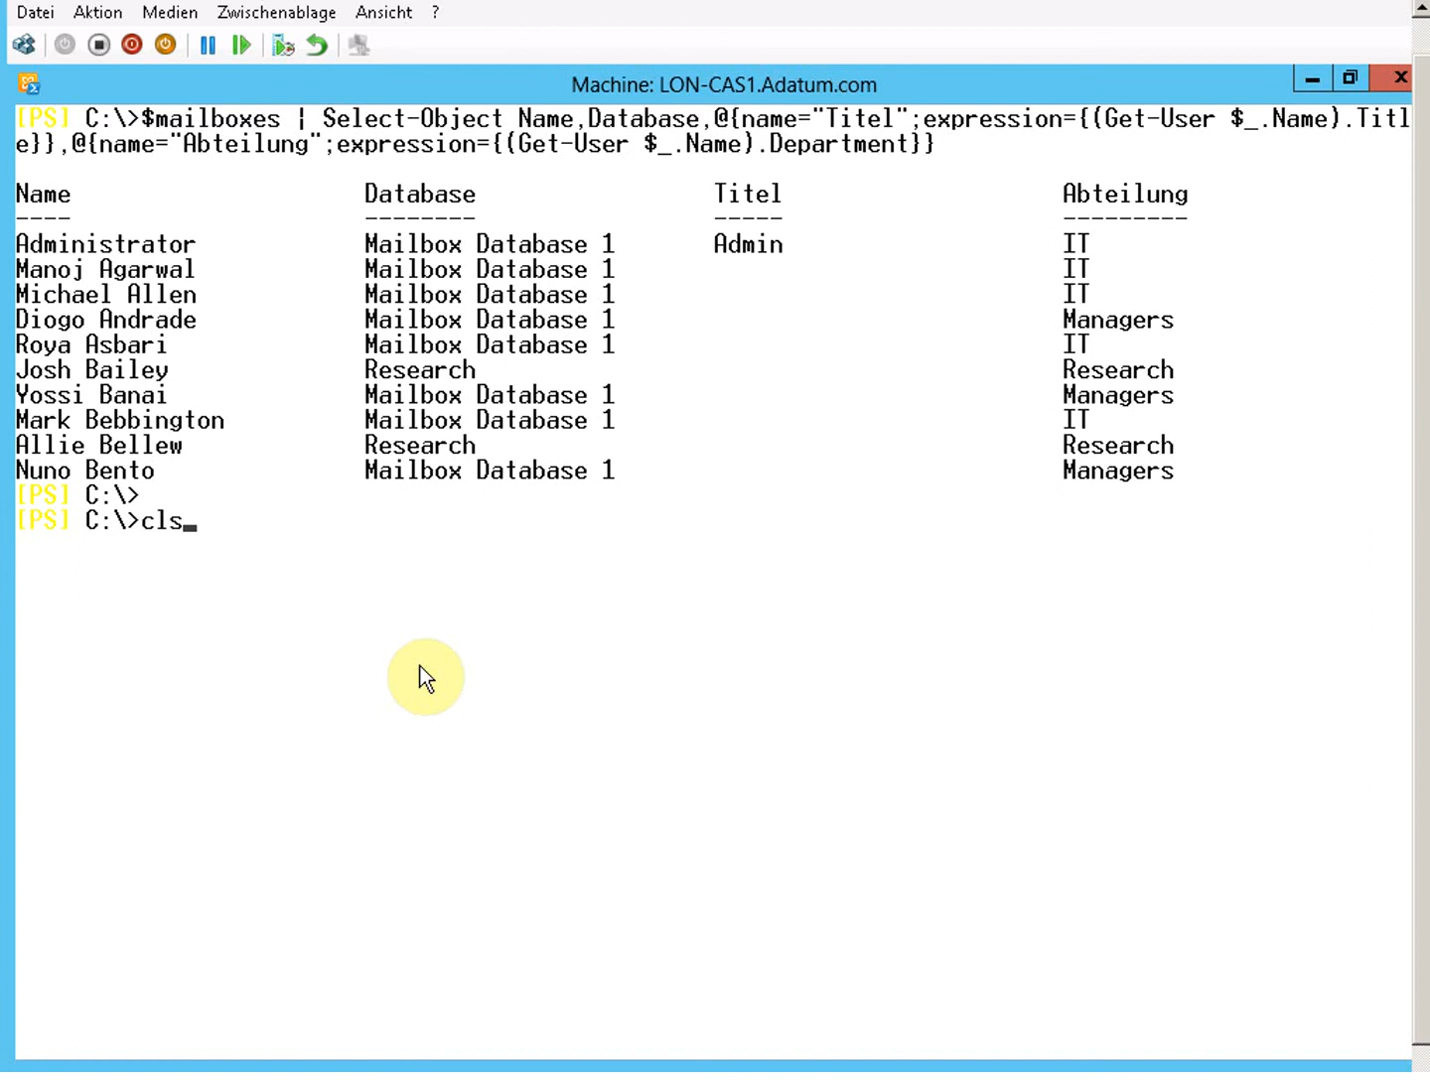 Datei Aktion Medien Zwischenablage Ansicht ?
Machine: LON-CAS1.Adatum.com
[PS] C:\>$mailboxes | Select-Object Name,Database,@{name="Titel";expression={(Get-User $_.Name).Titl
e}},@{name="Abteilung";expression={(Get-User $_.Name).Department}}
Name Database Titel Abteilung
---- -------- ----- ---------
Administrator Mailbox Database 1 Admin IT
Manoj Agarwal Mailbox Database 1 IT
Michael Allen Mailbox Database 1 IT
Diogo Andrade Mailbox Database 1 Managers
Roya Asbari Mailbox Database 1 IT
Josh Bailey Research Research
Yossi Banai Mailbox Database 1 Managers
Mark Bebbington Mailbox Database 1 IT
Allie Bellew Research Research
Nuno Bento Mailbox Database 1 Managers
[PS] C:\>
[PS] C:\>cls